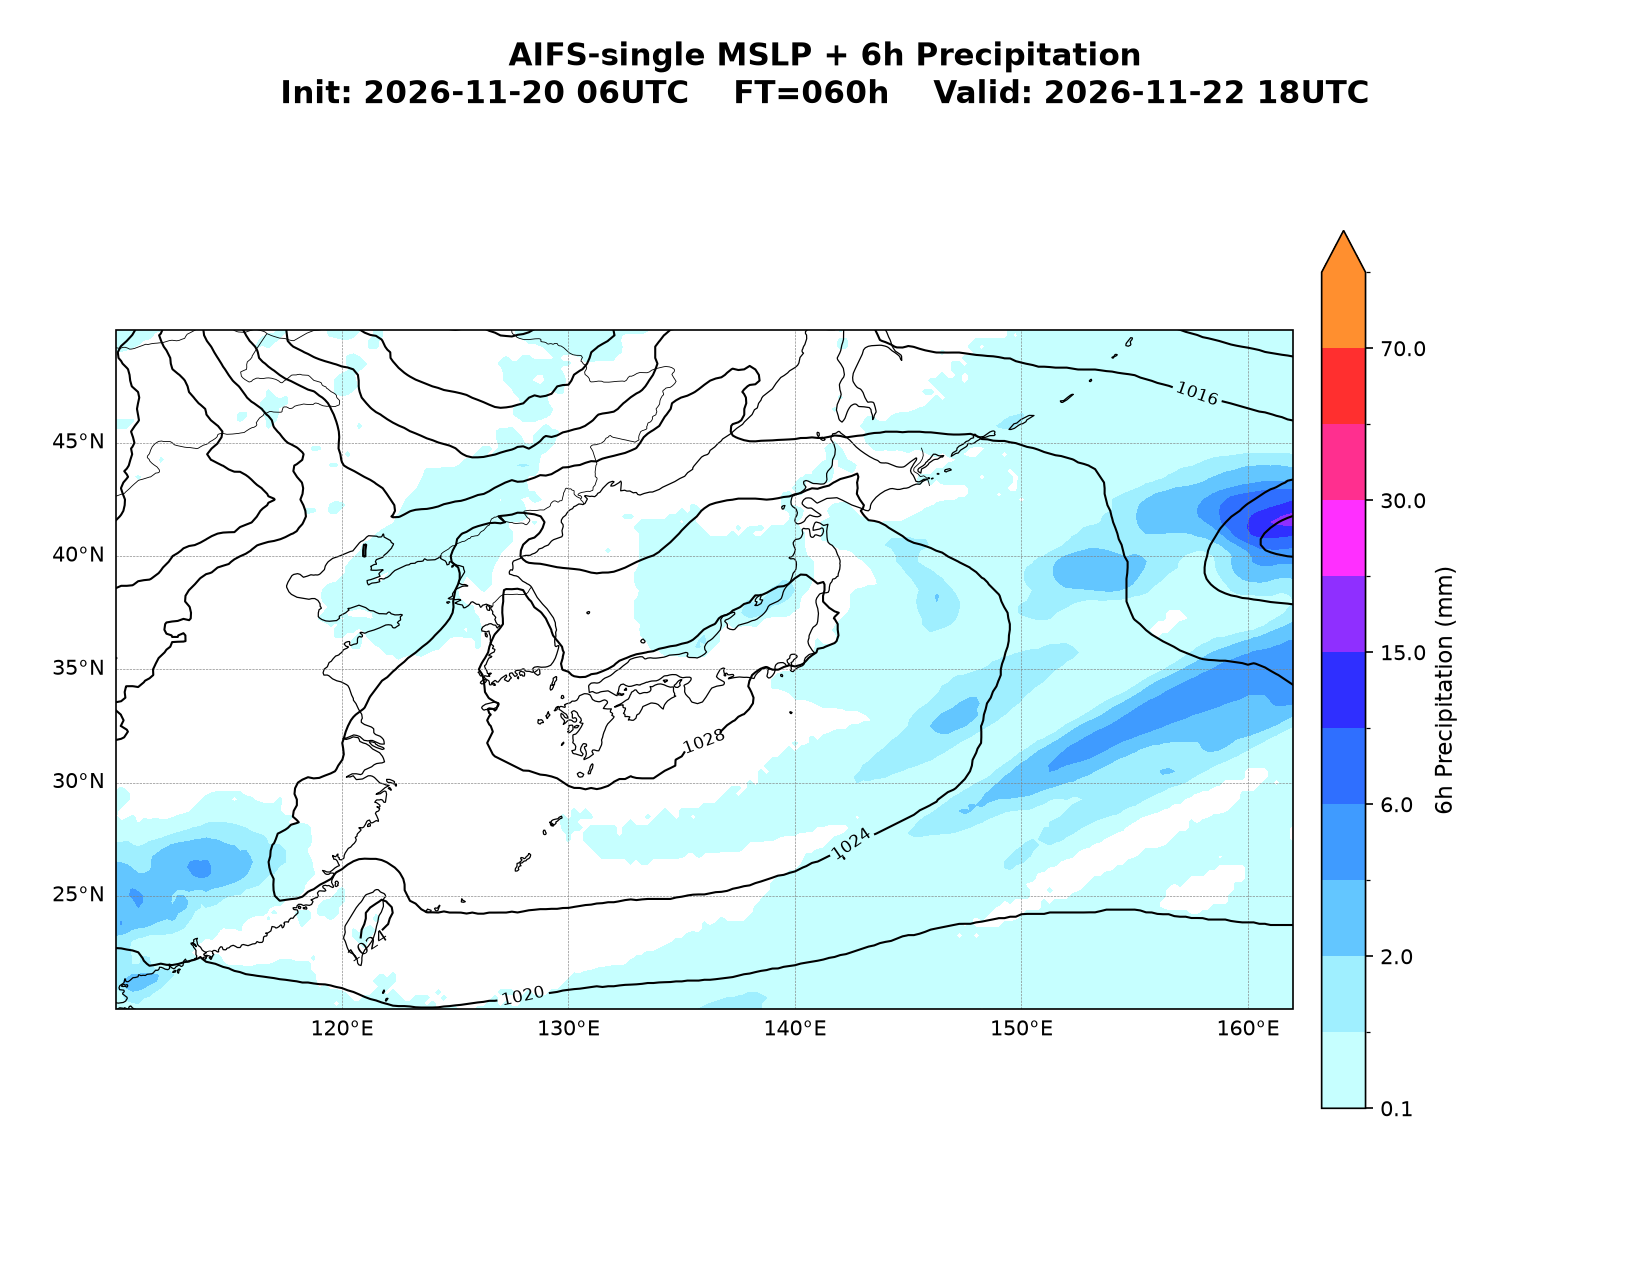 AIFS-single MSLP + 6h Precipitation
Init: 2026-11-20 06UTC    FT=060h    Valid: 2026-11-22 18UTC
70.0
30.0
15.0
6.0
2.0
0.1
6h Precipitation (mm)
45°N
40°N
35°N
30°N
25°N
1016
1028
1024
024
1020
120°E
130°E
140°E
150°E
160°E